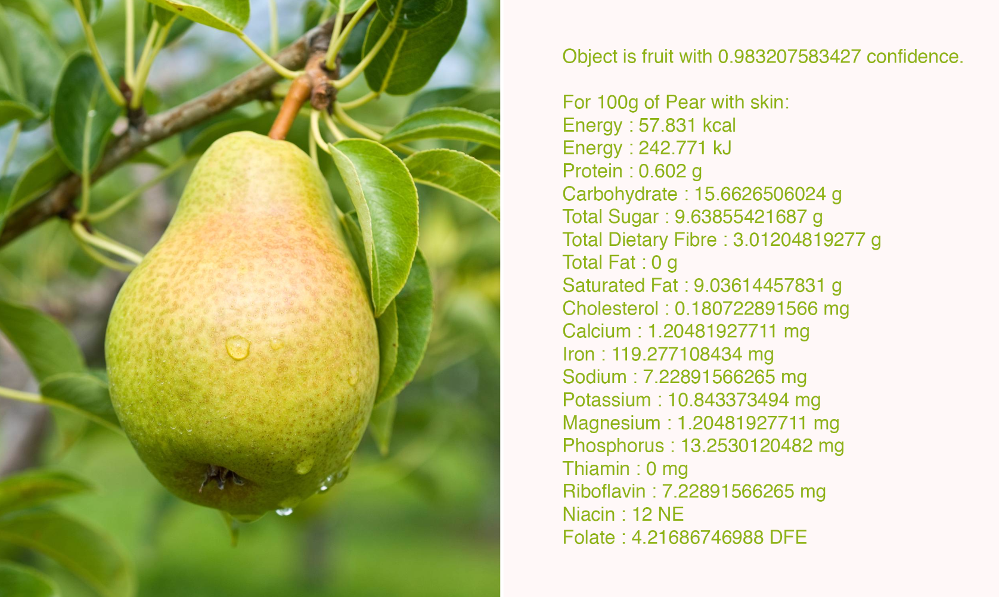 Object is fruit with 0.983207583427 confidence.
For 100g of Pear with skin:
Energy : 57.831 kcal
Energy : 242.771 kJ
Protein : 0.602 g
Carbohydrate : 15.6626506024 g
Total Sugar : 9.63855421687 g
Total Dietary Fibre : 3.01204819277 g
Total Fat : 0 g
Saturated Fat : 9.03614457831 g
Cholesterol : 0.180722891566 mg
Calcium : 1.20481927711 mg
Iron : 119.277108434 mg
Sodium : 7.22891566265 mg
Potassium : 10.843373494 mg
Magnesium : 1.20481927711 mg
Phosphorus : 13.2530120482 mg
Thiamin : 0 mg
Riboflavin : 7.22891566265 mg
Niacin : 12 NE
Folate : 4.21686746988 DFE